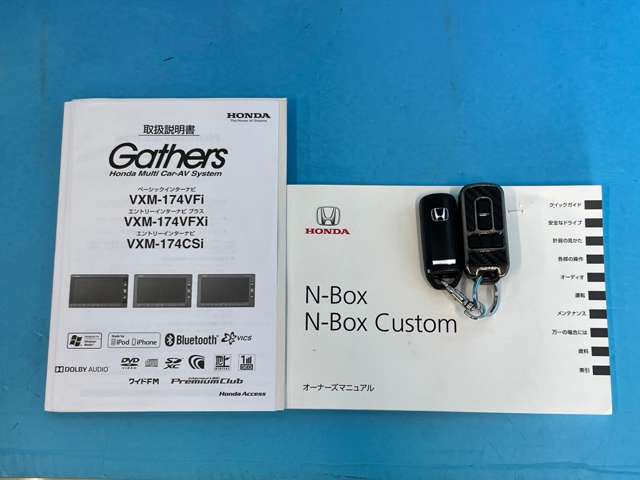 HONDA
The Power of Dreams
取扱説明書
Gathers
Honda Multi Car-AV System
ベーシックインターナビ
VXM-174VFi
エントリーインターナビ プラス
VXM-174VFXi
エントリーインターナビ
VXM-174CSi
Made for
iPod iPhone
Bluetooth
VICS
DOLBY AUDIO
DVD
VIDEO
SD
XC
ワイドFM
PremiumClub
Honda Access
HONDA
N-Box
N-Box Custom
オーナーズマニュアル
クイックガイド
安全なドライブ
計器の見かた
各部の操作
オーディオ
運転
メンテナンス
万一の場合には
資料
索引